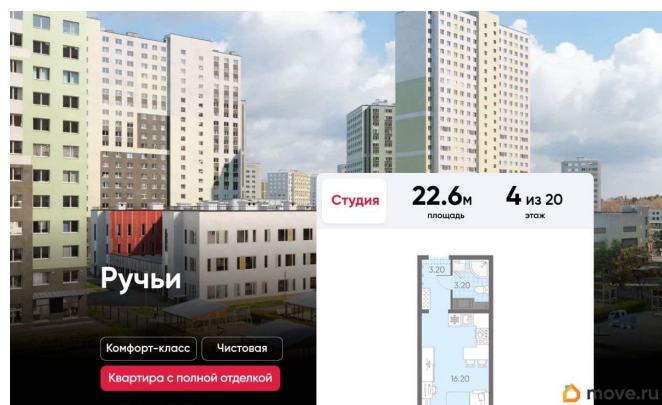 Студия
22.6м
площадь
4 из 20
этаж
Ручьи
3.20
3.20
16.20
Комфорт-класс
Чистовая
Квартира с полной отделкой
move.ru